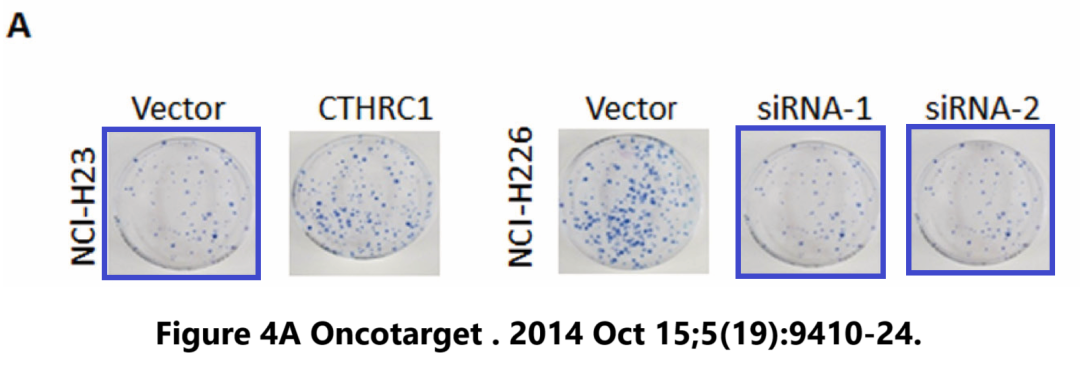 A
Vector CTHRC1 Vector siRNA-1 siRNA-2
NCI-H23 NCI-H226
Figure 4A Oncotarget . 2014 Oct 15;5(19):9410-24.